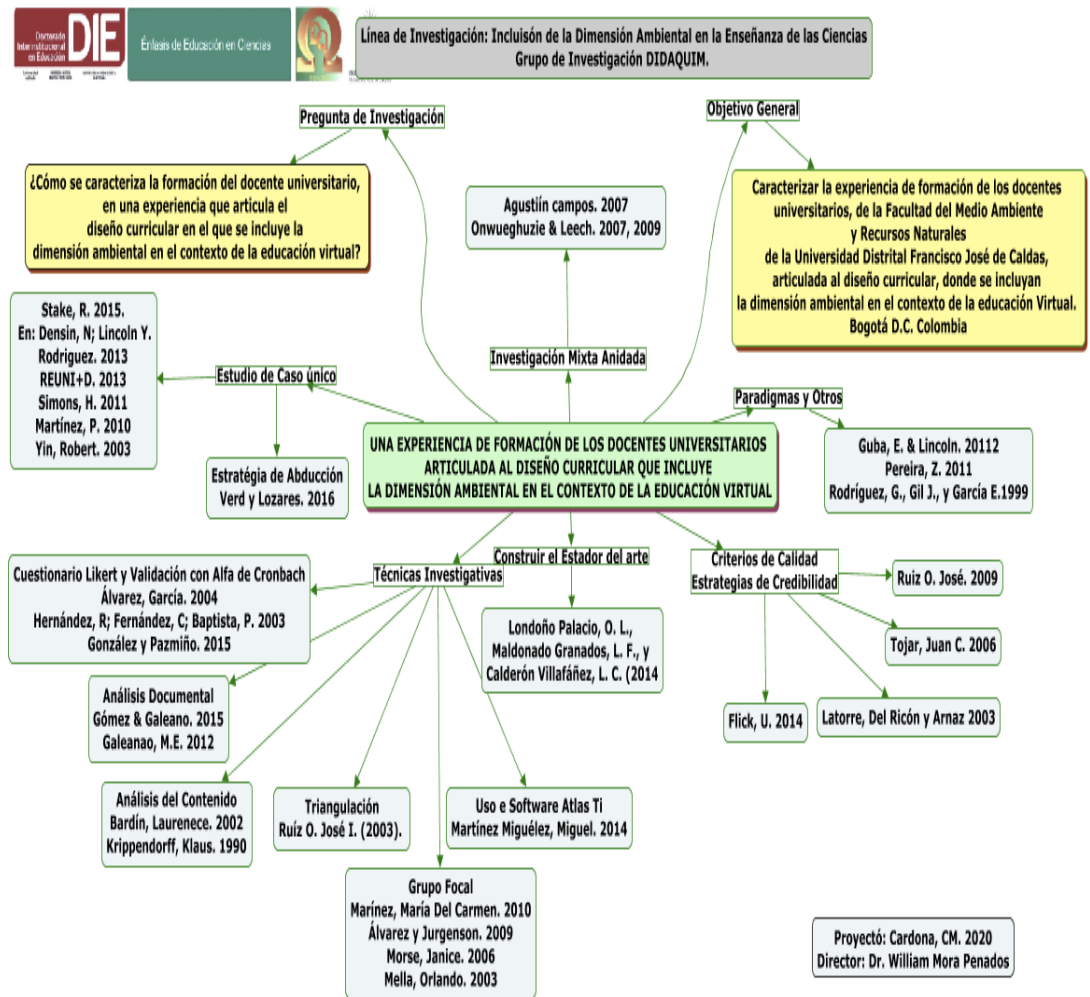 Doctorado
Interinstitucional
en Educación
DIE
Énfasis de Educación en Ciencias
Línea de Investigación: Incluisón de la Dimensión Ambiental en la Enseñanza de las Ciencias
Grupo de Investigación DIDAQUIM.
Pregunta de Investigación
Objetivo General
¿Cómo se caracteriza la formación del docente universitario,
en una experiencia que articula el
diseño curricular en el que se incluye la
dimensión ambiental en el contexto de la educación virtual?
Agustiín campos. 2007
Onwueghuzie & Leech. 2007, 2009
Caracterizar la experiencia de formación de los docentes
universitarios, de la Facultad del Medio Ambiente
y Recursos Naturales
de la Universidad Distrital Francisco José de Caldas,
articulada al diseño curricular, donde se incluyan
la dimensión ambiental en el contexto de la educación Virtual.
Bogotá D.C. Colombia
Stake, R. 2015.
En: Densin, N; Lincoln Y.
Rodriguez. 2013
REUNI+D. 2013
Simons, H. 2011
Martínez, P. 2010
Yin, Robert. 2003
Estudio de Caso único
Investigación Mixta Anidada
Paradigmas y Otros
Estratégia de Abducción
Verd y Lozares. 2016
UNA EXPERIENCIA DE FORMACIÓN DE LOS DOCENTES UNIVERSITARIOS
ARTICULADA AL DISEÑO CURRICULAR QUE INCLUYE
LA DIMENSIÓN AMBIENTAL EN EL CONTEXTO DE LA EDUCACIÓN VIRTUAL
Guba, E. & Lincoln. 20112
Pereira, Z. 2011
Rodríguez, G., Gil J., y García E.1999
Cuestionario Likert y Validación con Alfa de Cronbach
Álvarez, García. 2004
Hernández, R; Fernández, C; Baptista, P. 2003
González y Pazmiño. 2015
Técnicas Investigativas
Construir el Estador del arte
Criterios de Calidad
Estrategias de Credibilidad
Ruiz O. José. 2009
Londoño Palacio, O. L.,
Maldonado Granados, L. F., y
Calderón Villafáñez, L. C. (2014
Tojar, Juan C. 2006
Análisis Documental
Gómez & Galeano. 2015
Galeanao, M.E. 2012
Flick, U. 2014
Latorre, Del Ricón y Arnaz 2003
Análisis del Contenido
Bardín, Laurenece. 2002
Krippendorff, Klaus. 1990
Triangulación
Ruíz O. José I. (2003).
Uso e Software Atlas Ti
Martínez Miguélez, Miguel. 2014
Grupo Focal
Marínez, María Del Carmen. 2010
Álvarez y Jurgenson. 2009
Morse, Janice. 2006
Mella, Orlando. 2003
Proyectó: Cardona, CM. 2020
Director: Dr. William Mora Penados